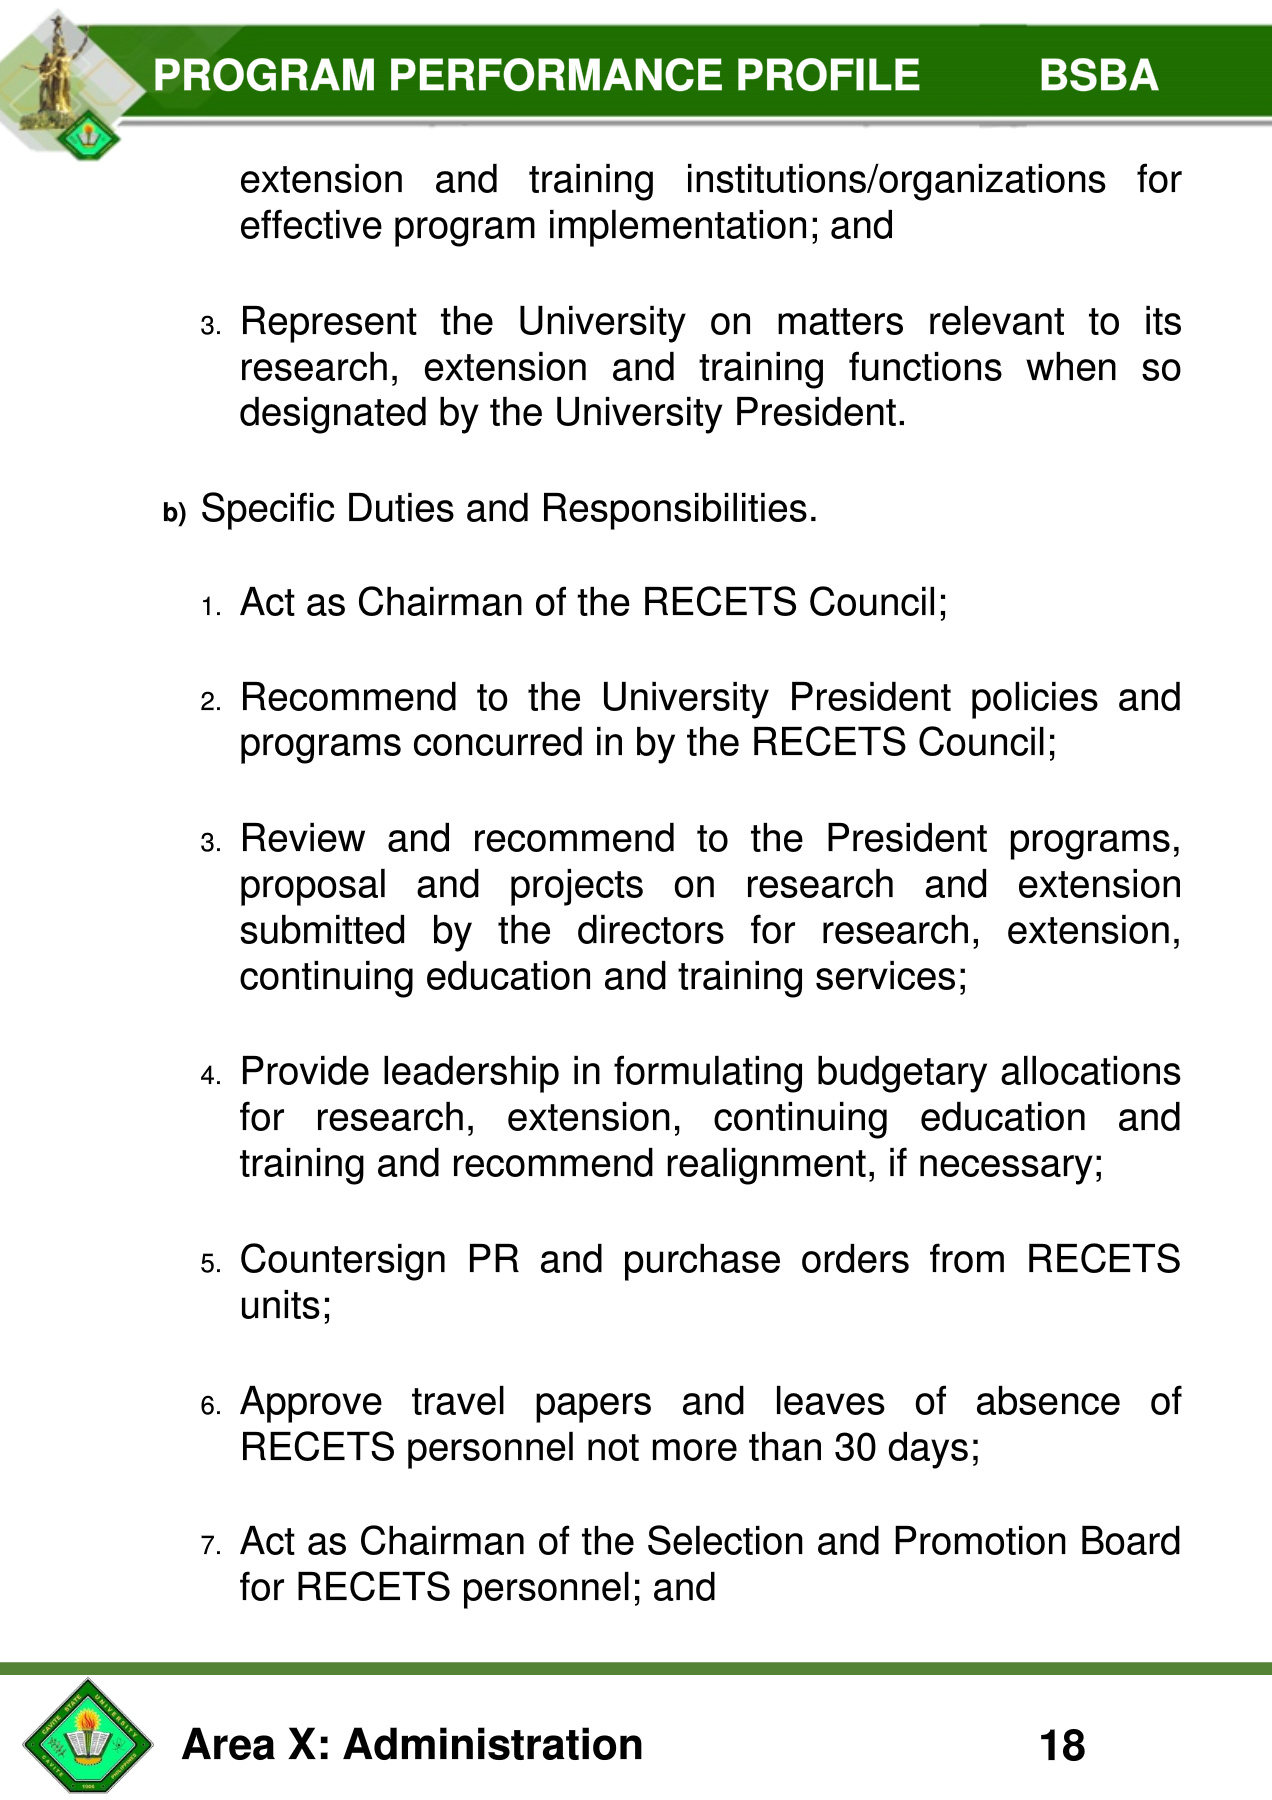 PROGRAM PERFORMANCE PROFILE BSBA
extension and training institutions/organizations for
effective program implementation; and
3. Represent the University on matters relevant to its
research, extension and training functions when so
designated by the University President.
b) Specific Duties and Responsibilities.
1. Act as Chairman of the RECETS Council;
2. Recommend to the University President policies and
programs concurred in by the RECETS Council;
3. Review and recommend to the President programs,
proposal and projects on research and extension
submitted by the directors for research, extension,
continuing education and training services;
4. Provide leadership in formulating budgetary allocations
for research, extension, continuing education and
training and recommend realignment, if necessary;
5. Countersign PR and purchase orders from RECETS
units;
6. Approve travel papers and leaves of absence of
RECETS personnel not more than 30 days;
7. Act as Chairman of the Selection and Promotion Board
for RECETS personnel; and
CAVITE STATE UNIVERSITY
CAVITE PHILIPPINES
1906
Area X: Administration 18